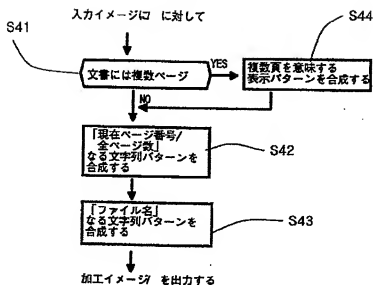 入力イメージに 対して
S41
S44
文書には複数ページ
YES
複数頁を意味する
表示パターンを合成する
NO
「現在ページ番号/
全ページ数」
なる文字列パターンを
合成する
S42
「ファイル名」
なる文字列パターンを
合成する
S43
加工イメージ を出力する